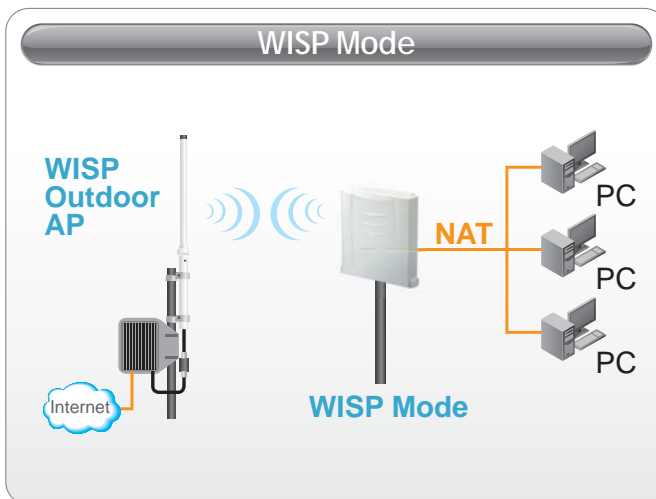 WISP Mode
WISP
Outdoor
AP
NAT
PC
PC
PC
Internet
WISP Mode